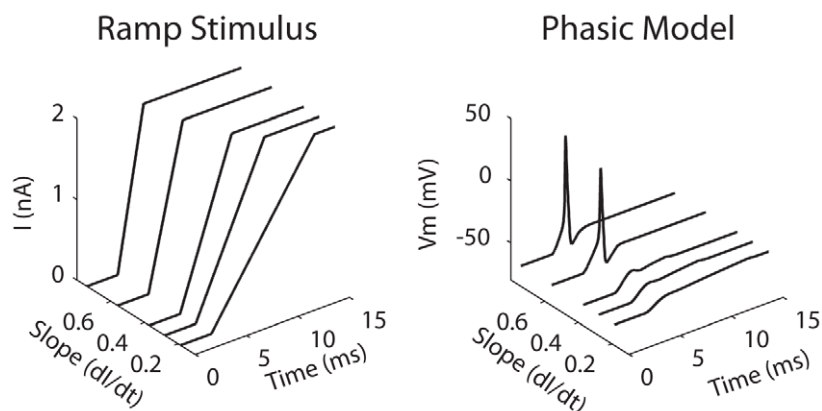 Ramp Stimulus
2
1
0
I (nA)
0.6
0.4
0.2
Slope (dI/dt)
0
5
10
15
Time (ms)
Phasic Model
50
0
-50
Vm (mV)
0.6
0.4
0.2
Slope (dI/dt)
0
5
10
15
Time (ms)